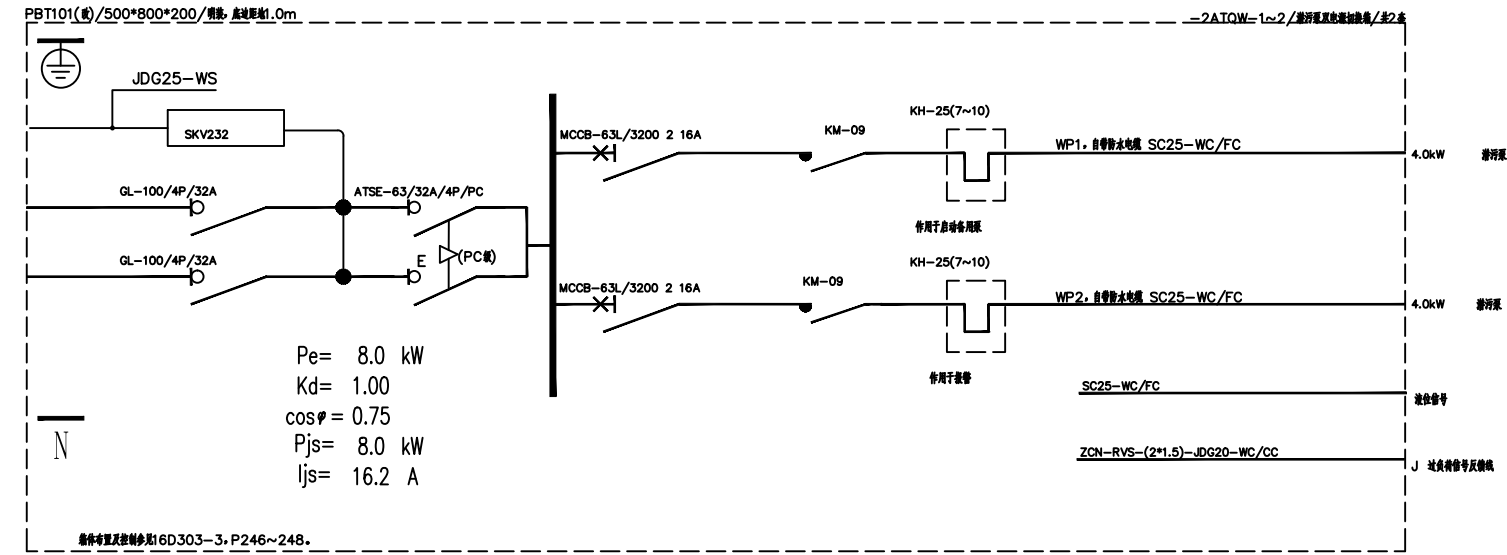 PBT101(改)/500*800*200/明装，底边距地1.0m
-2ATQW-1~2/潜污泵双电源切换箱/共2套
JDG25-WS
SKV232
GL-100/4P/32A
ATSE-63/32A/4P/PC
GL-100/4P/32A
E
(PC级)
MCCB-63L/3200 2 16A
KM-09
KH-25(7~10)
WP1，自带防水电缆 SC25-WC/FC
4.0kW
潜污泵
作用于启动备用泵
MCCB-63L/3200 2 16A
KM-09
KH-25(7~10)
WP2，自带防水电缆 SC25-WC/FC
4.0kW
潜污泵
作用于报警
Pe= 8.0 kW
Kd= 1.00
cosφ= 0.75
Pjs= 8.0 kW
Ijs= 16.2 A
N
SC25-WC/FC
液位信号
ZCN-RVS-(2*1.5)-JDG20-WC/CC
J 过负荷信号反馈线
箱体布置及控制参见16D303-3，P246~248。